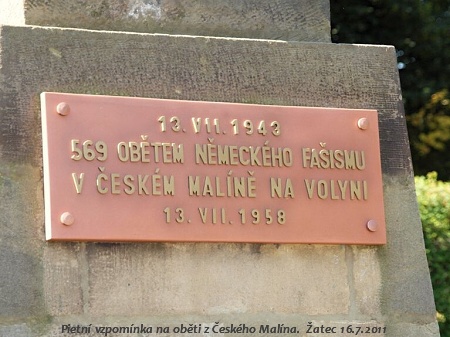 13. VII. 1943
569 OBĚTEM NĚMECKÉHO FAŠISMU
V ČESKÉM MALÍNĚ NA VOLYNI
13. VII. 1958
Pietní vzpomínka na oběti z Českého Malína. Žatec 16.7.2011